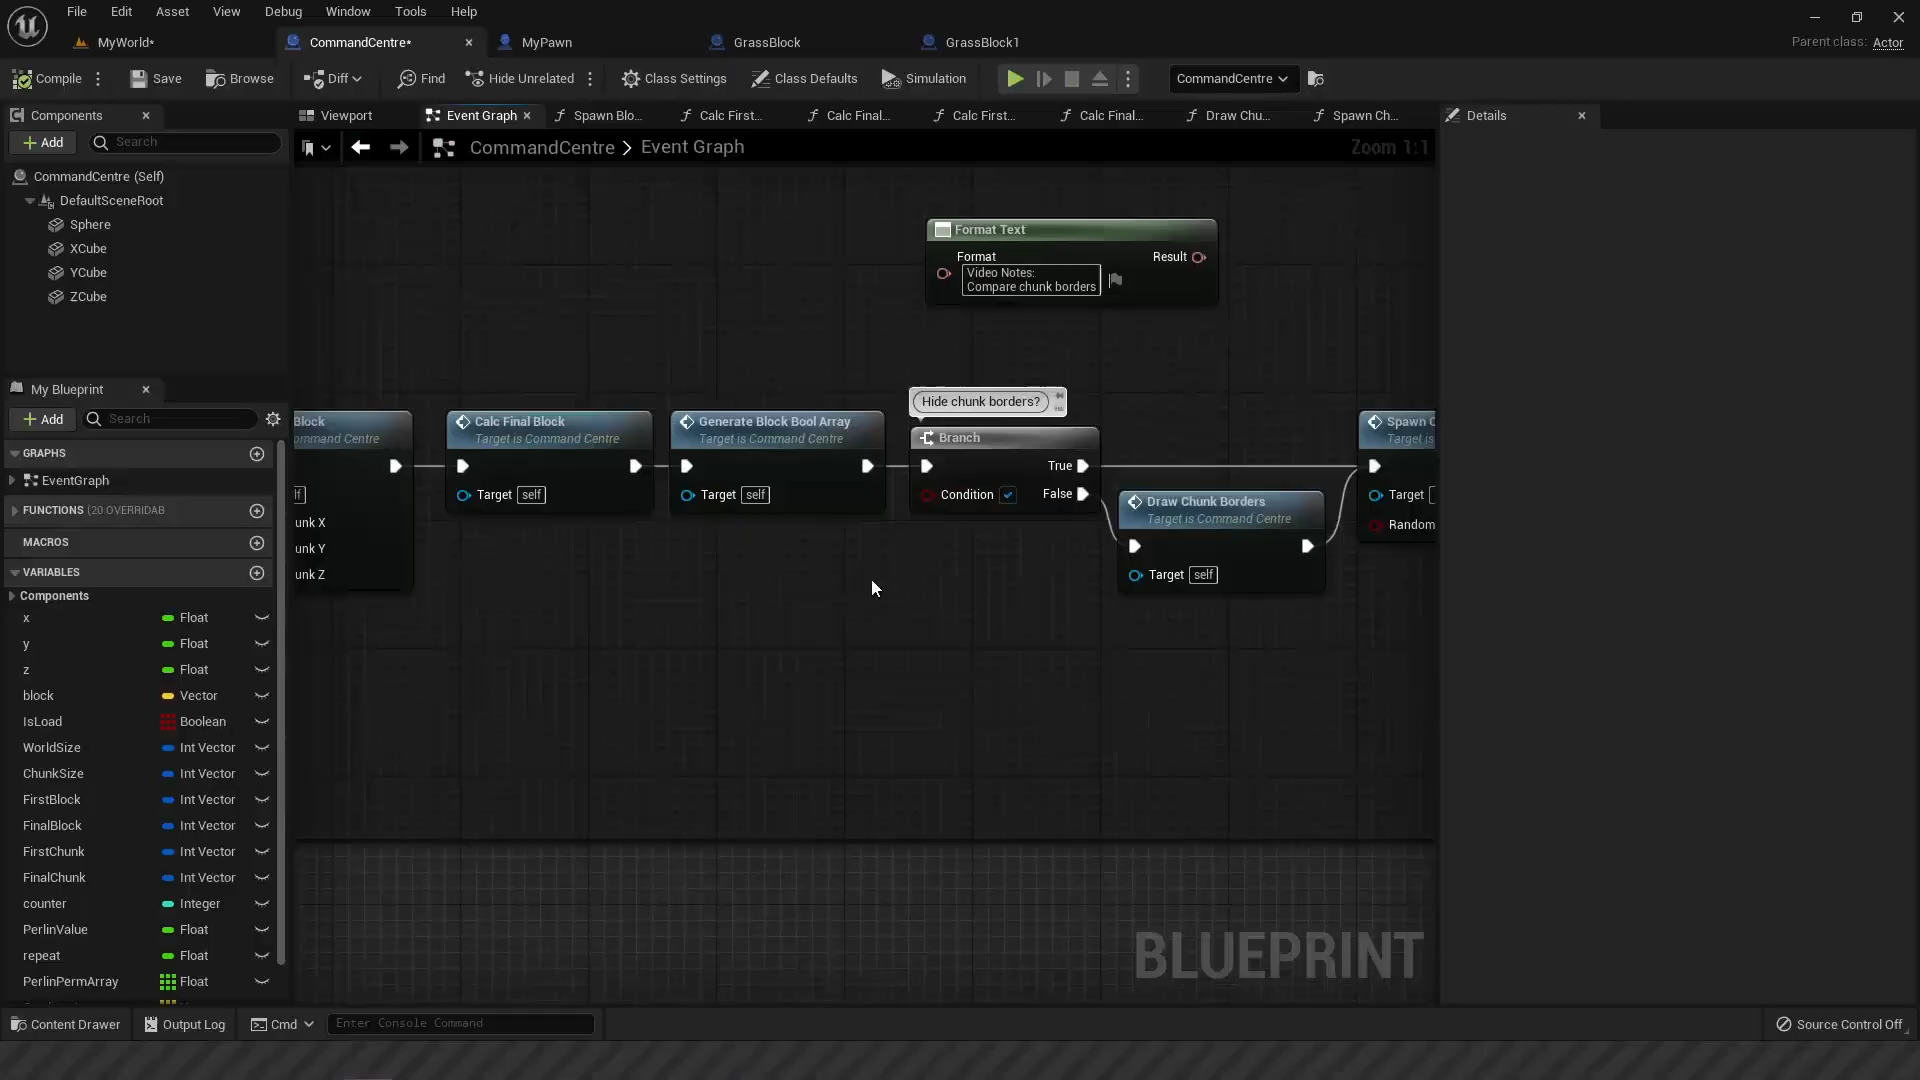 File Edit Asset View Debug Window Tools Help
MyWorld* CommandCentre* MyPawn GrassBlock GrassBlock1
Parent class: Actor
Compile Save Browse Diff Find Hide Unrelated Class Settings Class Defaults Simulation CommandCentre
Components
Add Search
CommandCentre (Self)
DefaultSceneRoot
Sphere
XCube
YCube
ZCube
My Blueprint
Add Search
GRAPHS
EventGraph
FUNCTIONS (20 OVERRIDAB
MACROS
VARIABLES
Components
x Float
y Float
z Float
block Vector
IsLoad Boolean
WorldSize Int Vector
ChunkSize Int Vector
FirstBlock Int Vector
FinalBlock Int Vector
FirstChunk Int Vector
FinalChunk Int Vector
counter Integer
PerlinValue Float
repeat Float
PerlinPermArray Float
Viewport Event Graph Spawn Blo... Calc First... Calc Final... Calc First... Calc Final... Draw Chu... Spawn Ch...
CommandCentre > Event Graph
Zoom 1:1
Format Text
Format
Result
Video Notes:
Compare chunk borders
Block
ommand Centre
lf
unk X
unk Y
unk Z
Calc Final Block
Target is Command Centre
Target self
Generate Block Bool Array
Target is Command Centre
Target self
Hide chunk borders?
Branch
True
Condition
False
Draw Chunk Borders
Target is Command Centre
Target self
Spawn C
Target is
Target
Random
BLUEPRINT
Details
Content Drawer Output Log Cmd Enter Console Command
Source Control Off